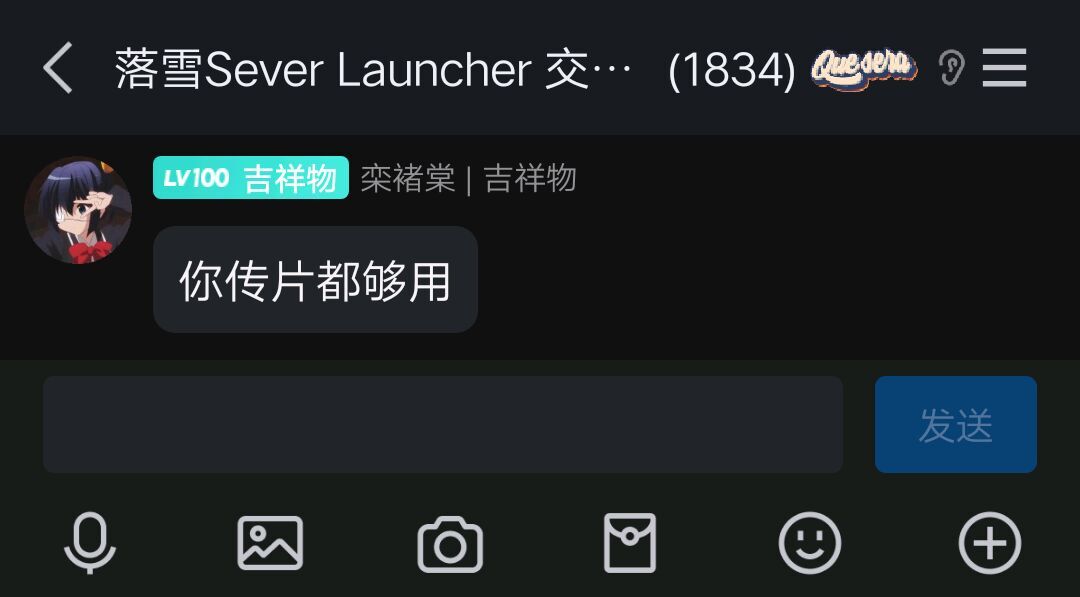 落雪Sever Launcher 交… (1834) Que sera
LV100 吉祥物 栾褚棠 | 吉祥物
你传片都够用
发送